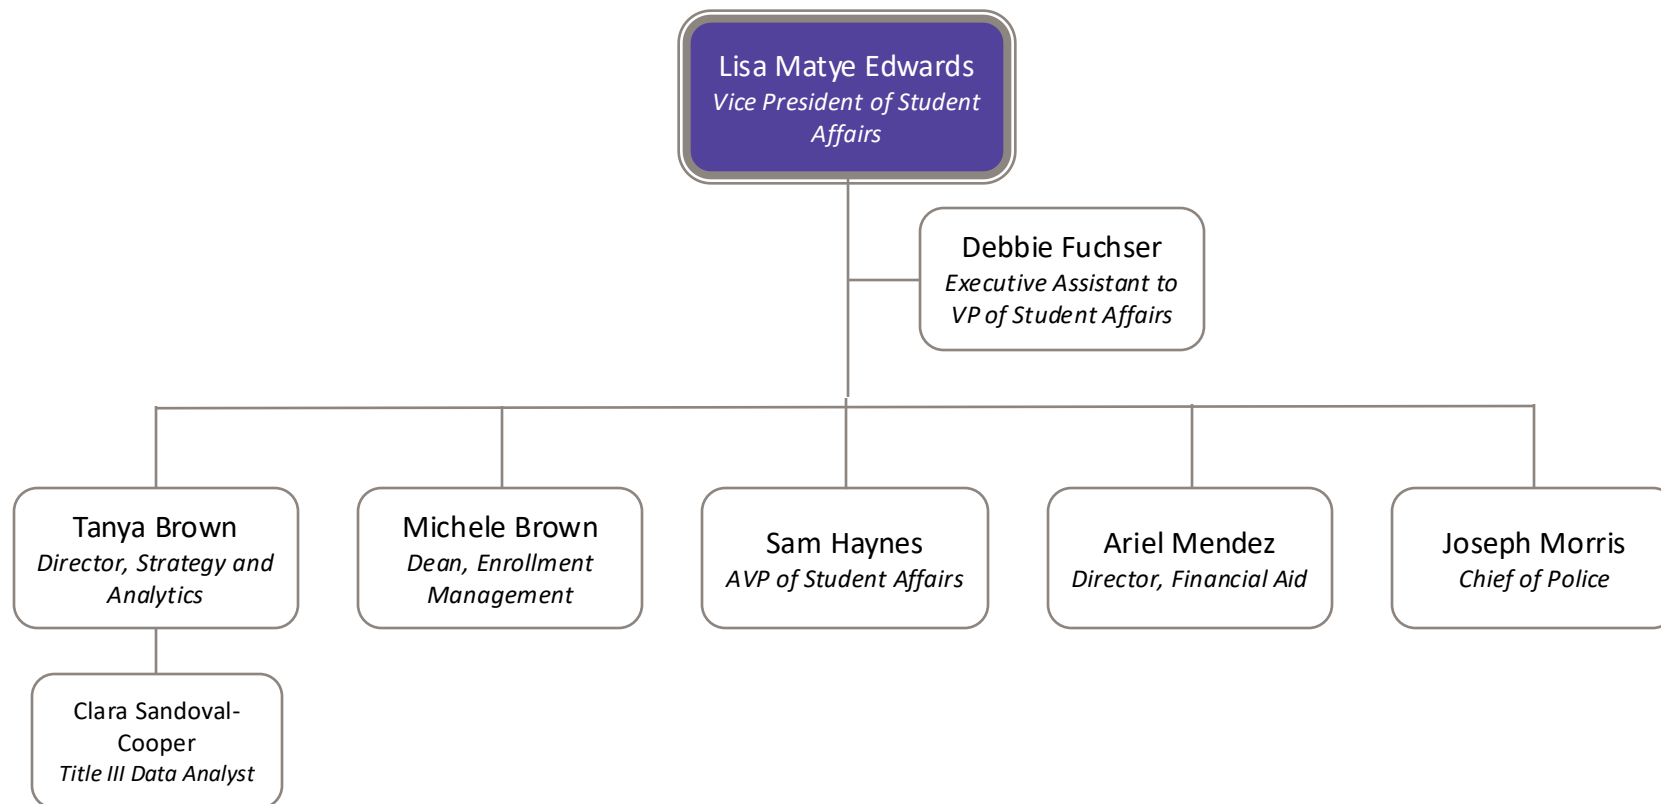 Lisa Matye Edwards
Vice President of Student
Affairs
Debbie Fuchser
Executive Assistant to
VP of Student Affairs
Tanya Brown
Director, Strategy and
Analytics
Michele Brown
Dean, Enrollment
Management
Sam Haynes
AVP of Student Affairs
Ariel Mendez
Director, Financial Aid
Joseph Morris
Chief of Police
Clara Sandoval-
Cooper
Title III Data Analyst